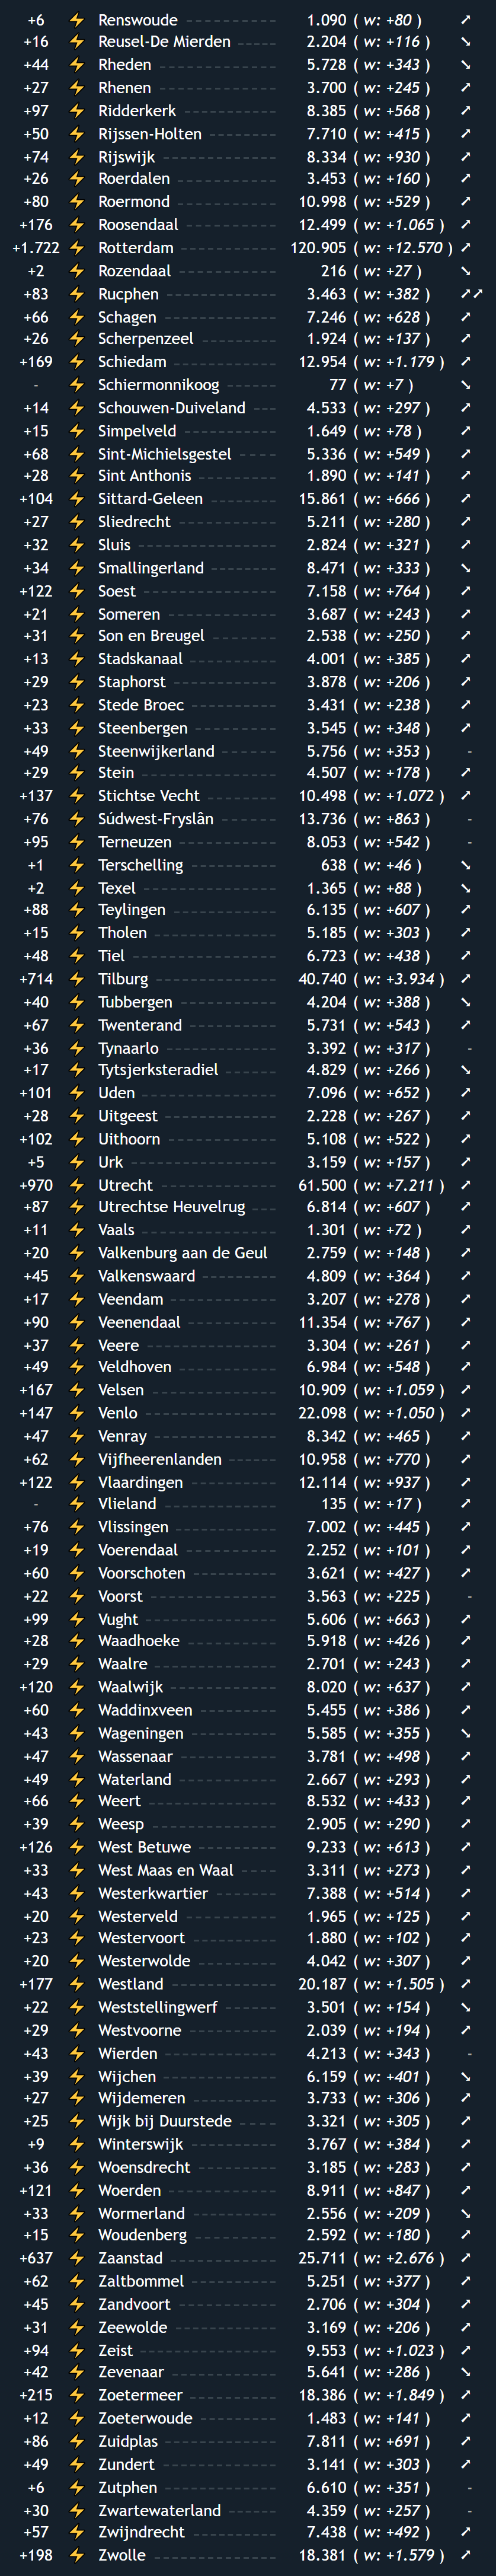 +6 ⚡ Renswoude 1.090 ( w: +80 ) ↗
+16 ⚡ Reusel-De Mierden 2.204 ( w: +116 ) ↘
+44 ⚡ Rheden 5.728 ( w: +343 ) ↘
+27 ⚡ Rhenen 3.700 ( w: +245 ) ↗
+97 ⚡ Ridderkerk 8.385 ( w: +568 ) ↗
+50 ⚡ Rijssen-Holten 7.710 ( w: +415 ) ↗
+74 ⚡ Rijswijk 8.334 ( w: +930 ) ↗
+26 ⚡ Roerdalen 3.453 ( w: +160 ) ↗
+80 ⚡ Roermond 10.998 ( w: +529 ) ↗
+176 ⚡ Roosendaal 12.499 ( w: +1.065 ) ↗
+1.722 ⚡ Rotterdam 120.905 ( w: +12.570 ) ↗
+2 ⚡ Rozendaal 216 ( w: +27 ) ↘
+83 ⚡ Rucphen 3.463 ( w: +382 ) ↗↗
+66 ⚡ Schagen 7.246 ( w: +628 ) ↗
+26 ⚡ Scherpenzeel 1.924 ( w: +137 ) ↗
+169 ⚡ Schiedam 12.954 ( w: +1.179 ) ↗
- ⚡ Schiermonnikoog 77 ( w: +7 ) ↘
+14 ⚡ Schouwen-Duiveland 4.533 ( w: +297 ) ↗
+15 ⚡ Simpelveld 1.649 ( w: +78 ) ↗
+68 ⚡ Sint-Michielsgestel 5.336 ( w: +549 ) ↗
+28 ⚡ Sint Anthonis 1.890 ( w: +141 ) ↗
+104 ⚡ Sittard-Geleen 15.861 ( w: +666 ) ↗
+27 ⚡ Sliedrecht 5.211 ( w: +280 ) ↗
+32 ⚡ Sluis 2.824 ( w: +321 ) ↗
+34 ⚡ Smallingerland 8.471 ( w: +333 ) ↘
+122 ⚡ Soest 7.158 ( w: +764 ) ↗
+21 ⚡ Someren 3.687 ( w: +243 ) ↗
+31 ⚡ Son en Breugel 2.538 ( w: +250 ) ↗
+13 ⚡ Stadskanaal 4.001 ( w: +385 ) ↗
+29 ⚡ Staphorst 3.878 ( w: +206 ) ↗
+23 ⚡ Stede Broec 3.431 ( w: +238 ) ↗
+33 ⚡ Steenbergen 3.545 ( w: +348 ) ↗
+49 ⚡ Steenwijkerland 5.756 ( w: +353 ) -
+29 ⚡ Stein 4.507 ( w: +178 ) ↗
+137 ⚡ Stichtse Vecht 10.498 ( w: +1.072 ) ↗
+76 ⚡ Súdwest-Fryslân 13.736 ( w: +863 ) -
+95 ⚡ Terneuzen 8.053 ( w: +542 ) -
+1 ⚡ Terschelling 638 ( w: +46 ) ↘
+2 ⚡ Texel 1.365 ( w: +88 ) ↘
+88 ⚡ Teylingen 6.135 ( w: +607 ) ↗
+15 ⚡ Tholen 5.185 ( w: +303 ) ↗
+48 ⚡ Tiel 6.723 ( w: +438 ) ↗
+714 ⚡ Tilburg 40.740 ( w: +3.934 ) ↗
+40 ⚡ Tubbergen 4.204 ( w: +388 ) ↘
+67 ⚡ Twenterand 5.731 ( w: +543 ) ↗
+36 ⚡ Tynaarlo 3.392 ( w: +317 ) -
+17 ⚡ Tytsjerksteradiel 4.829 ( w: +266 ) ↘
+101 ⚡ Uden 7.096 ( w: +652 ) ↗
+28 ⚡ Uitgeest 2.228 ( w: +267 ) ↗
+102 ⚡ Uithoorn 5.108 ( w: +522 ) ↗
+5 ⚡ Urk 3.159 ( w: +157 ) ↗
+970 ⚡ Utrecht 61.500 ( w: +7.211 ) ↗
+87 ⚡ Utrechtse Heuvelrug 6.814 ( w: +607 ) ↗
+11 ⚡ Vaals 1.301 ( w: +72 ) ↗
+20 ⚡ Valkenburg aan de Geul 2.759 ( w: +148 ) ↗
+45 ⚡ Valkenswaard 4.809 ( w: +364 ) ↗
+17 ⚡ Veendam 3.207 ( w: +278 ) ↗
+90 ⚡ Veenendaal 11.354 ( w: +767 ) ↗
+37 ⚡ Veere 3.304 ( w: +261 ) ↗
+49 ⚡ Veldhoven 6.984 ( w: +548 ) ↗
+167 ⚡ Velsen 10.909 ( w: +1.059 ) ↗
+147 ⚡ Venlo 22.098 ( w: +1.050 ) ↗
+47 ⚡ Venray 8.342 ( w: +465 ) ↗
+62 ⚡ Vijfheerenlanden 10.958 ( w: +770 ) ↗
+122 ⚡ Vlaardingen 12.114 ( w: +937 ) ↗
- ⚡ Vlieland 135 ( w: +17 ) ↗
+76 ⚡ Vlissingen 7.002 ( w: +445 ) ↗
+19 ⚡ Voerendaal 2.252 ( w: +101 ) ↗
+60 ⚡ Voorschoten 3.621 ( w: +427 ) ↗
+22 ⚡ Voorst 3.563 ( w: +225 ) -
+99 ⚡ Vught 5.606 ( w: +663 ) ↗
+28 ⚡ Waadhoeke 5.918 ( w: +426 ) ↗
+29 ⚡ Waalre 2.701 ( w: +243 ) ↗
+120 ⚡ Waalwijk 8.020 ( w: +637 ) ↗
+60 ⚡ Waddinxveen 5.455 ( w: +386 ) ↗
+43 ⚡ Wageningen 5.585 ( w: +355 ) ↘
+47 ⚡ Wassenaar 3.781 ( w: +498 ) ↗
+49 ⚡ Waterland 2.667 ( w: +293 ) ↗
+66 ⚡ Weert 8.532 ( w: +433 ) ↗
+39 ⚡ Weesp 2.905 ( w: +290 ) ↗
+126 ⚡ West Betuwe 9.233 ( w: +613 ) ↗
+33 ⚡ West Maas en Waal 3.311 ( w: +273 ) ↗
+43 ⚡ Westerkwartier 7.388 ( w: +514 ) ↗
+20 ⚡ Westerveld 1.965 ( w: +125 ) ↗
+23 ⚡ Westervoort 1.880 ( w: +102 ) ↗
+20 ⚡ Westerwolde 4.042 ( w: +307 ) ↗
+177 ⚡ Westland 20.187 ( w: +1.505 ) ↗
+22 ⚡ Weststellingwerf 3.501 ( w: +154 ) ↘
+29 ⚡ Westvoorne 2.039 ( w: +194 ) ↗
+43 ⚡ Wierden 4.213 ( w: +343 ) -
+39 ⚡ Wijchen 6.159 ( w: +401 ) ↘
+27 ⚡ Wijdemeren 3.733 ( w: +306 ) ↗
+25 ⚡ Wijk bij Duurstede 3.321 ( w: +305 ) ↗
+9 ⚡ Winterswijk 3.767 ( w: +384 ) ↗
+36 ⚡ Woensdrecht 3.185 ( w: +283 ) ↗
+121 ⚡ Woerden 8.911 ( w: +847 ) ↗
+33 ⚡ Wormerland 2.556 ( w: +209 ) ↘
+15 ⚡ Woudenberg 2.592 ( w: +180 ) ↗
+637 ⚡ Zaanstad 25.711 ( w: +2.676 ) ↗
+62 ⚡ Zaltbommel 5.251 ( w: +377 ) ↗
+45 ⚡ Zandvoort 2.706 ( w: +304 ) ↗
+31 ⚡ Zeewolde 3.169 ( w: +206 ) ↗
+94 ⚡ Zeist 9.553 ( w: +1.023 ) ↗
+42 ⚡ Zevenaar 5.641 ( w: +286 ) ↘
+215 ⚡ Zoetermeer 18.386 ( w: +1.849 ) ↗
+12 ⚡ Zoeterwoude 1.483 ( w: +141 ) ↗
+86 ⚡ Zuidplas 7.811 ( w: +691 ) ↗
+49 ⚡ Zundert 3.141 ( w: +303 ) ↗
+6 ⚡ Zutphen 6.610 ( w: +351 ) -
+30 ⚡ Zwartewaterland 4.359 ( w: +257 ) -
+57 ⚡ Zwijndrecht 7.438 ( w: +492 ) ↗
+198 ⚡ Zwolle 18.381 ( w: +1.579 ) ↗